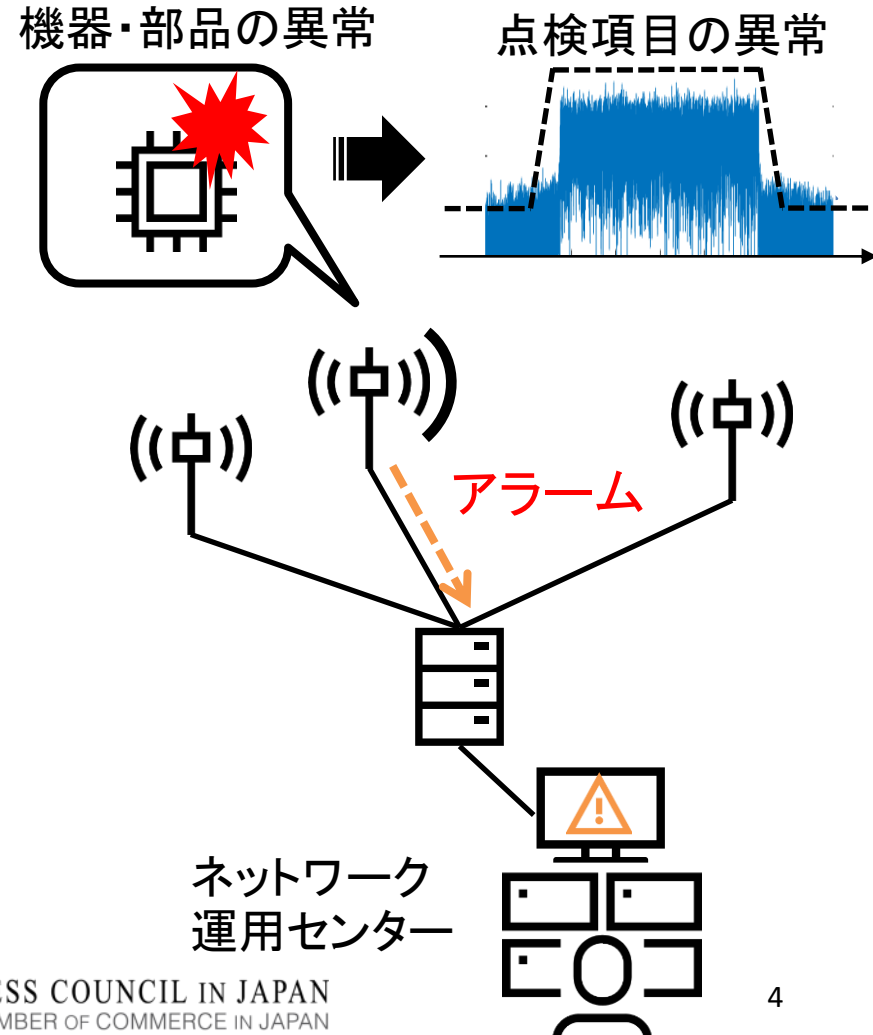 機器・部品の異常
点検項目の異常
アラーム
ネットワーク
運用センター
ESS COUNCIL IN JAPAN
MBER OF COMMERCE IN JAPAN
4